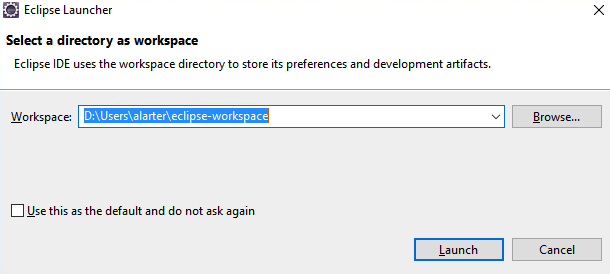 Eclipse Launcher
Select a directory as workspace
Eclipse IDE uses the workspace directory to store its preferences and development artifacts.
Workspace: D:\Users\alarter\eclipse-workspace Browse...
Use this as the default and do not ask again
Launch Cancel